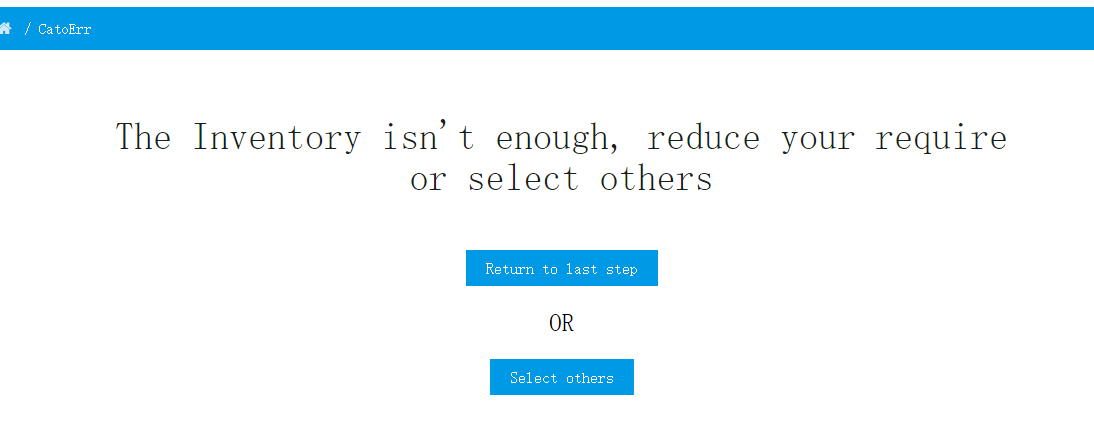 / CatoErr
The Inventory isn't enough, reduce your require
or select others
Return to last step
OR
Select others